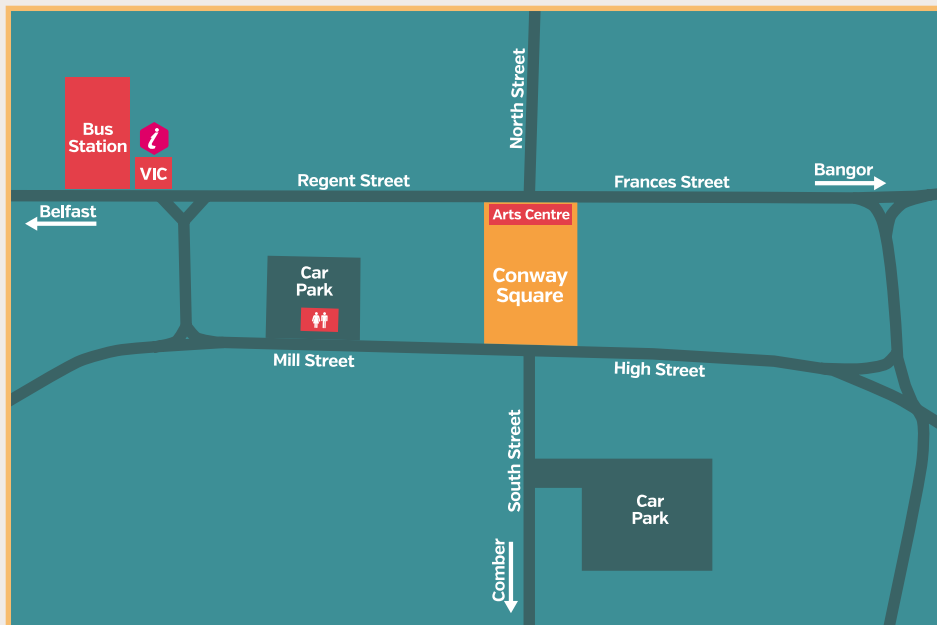 North Street
Bus
Station
i
VIC
Regent Street
Frances Street
Bangor
Belfast
Arts Centre
Conway
Square
Car
Park
Mill Street
High Street
South Street
Car
Park
Comber